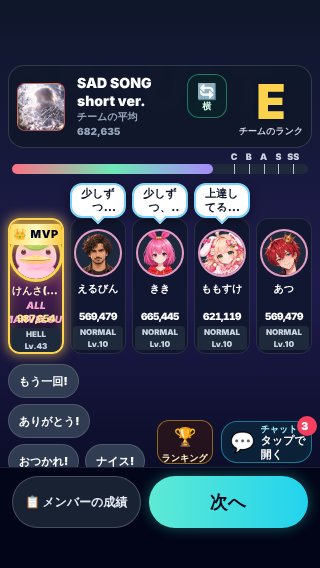 SAD SONG
short ver.
チームの平均
682,635
横
E
チームのランク
C B A S SS
少しず
つ…
少しず
つ、..
上達し
てる…
MVP
けんさ(…
えるびん
きき
ももすけ
あつ
ALL
569,479
665,445
621,119
569,479
HELL
Lv.43
NORMAL
Lv.10
NORMAL
Lv.10
NORMAL
Lv.10
NORMAL
Lv.10
もう一回!
ありがとう!
おつかれ!
ナイス!
ランキング
チャット
タップで
開く
3
メンバーの成績
次へ